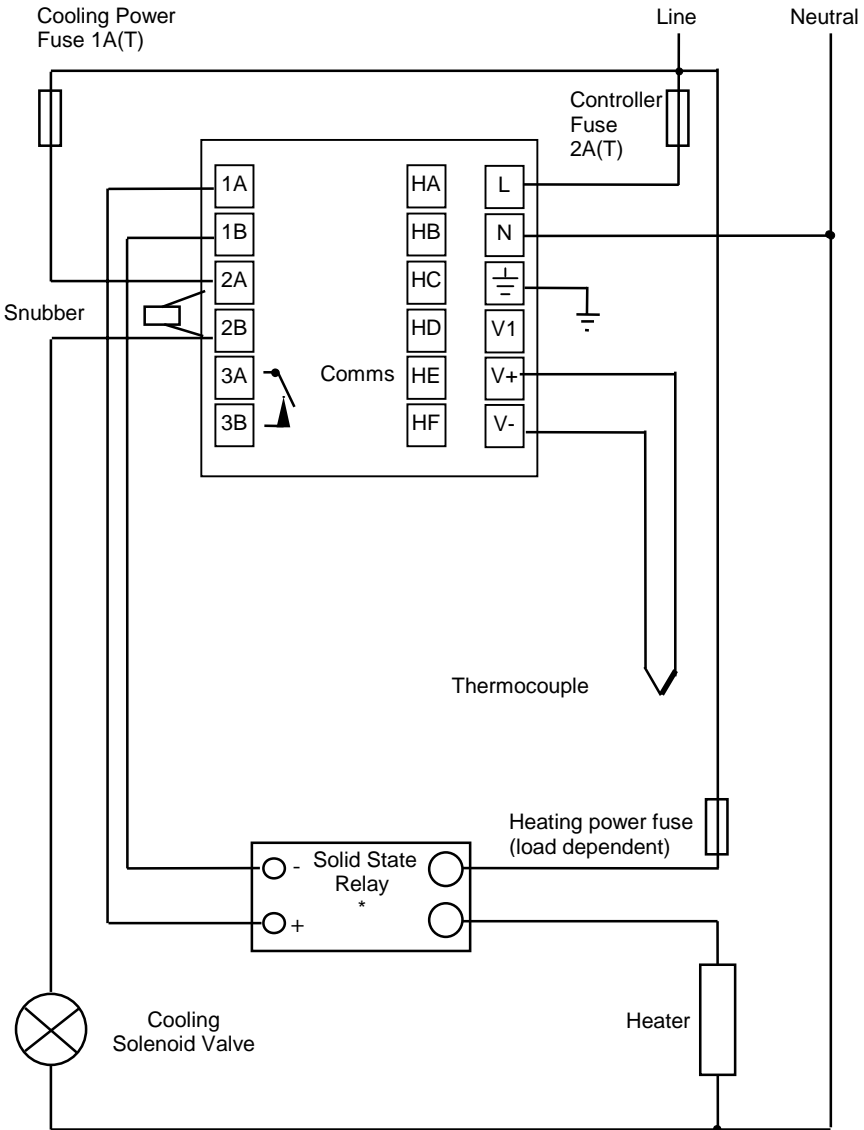 Cooling Power
Fuse 1A(T)
Line
Neutral
Controller
Fuse
2A(T)
1A
HA
L
1B
HB
N
2A
HC
Snubber
2B
HD
V1
3A
Comms
HE
V+
3B
HF
V-
Thermocouple
Heating power fuse
(load dependent)
- Solid State
Relay
*
+
Cooling
Solenoid Valve
Heater